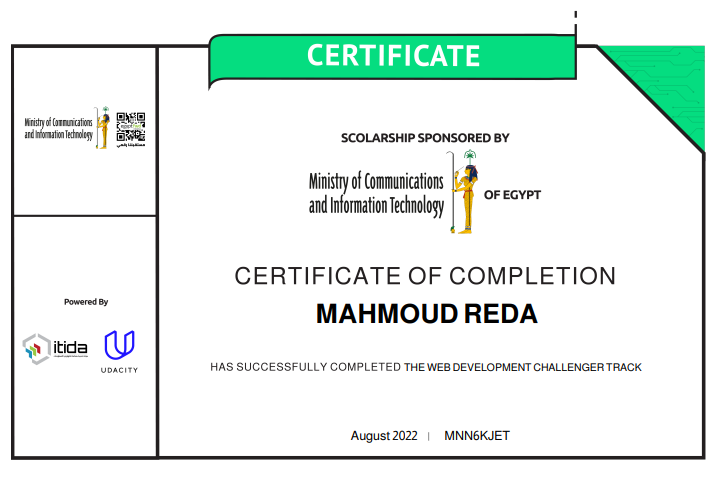 CERTIFICATE
Ministry of Communications
and Information Technology
مستقبلنا رقمي
SCOLARSHIP SPONSORED BY
Ministry of Communications
and Information Technology
OF EGYPT
CERTIFICATE OF COMPLETION
MAHMOUD REDA
HAS SUCCESSFULLY COMPLETED THE WEB DEVELOPMENT CHALLENGER TRACK
August 2022 | MNN6KJET
Powered By
itida
UDACITY